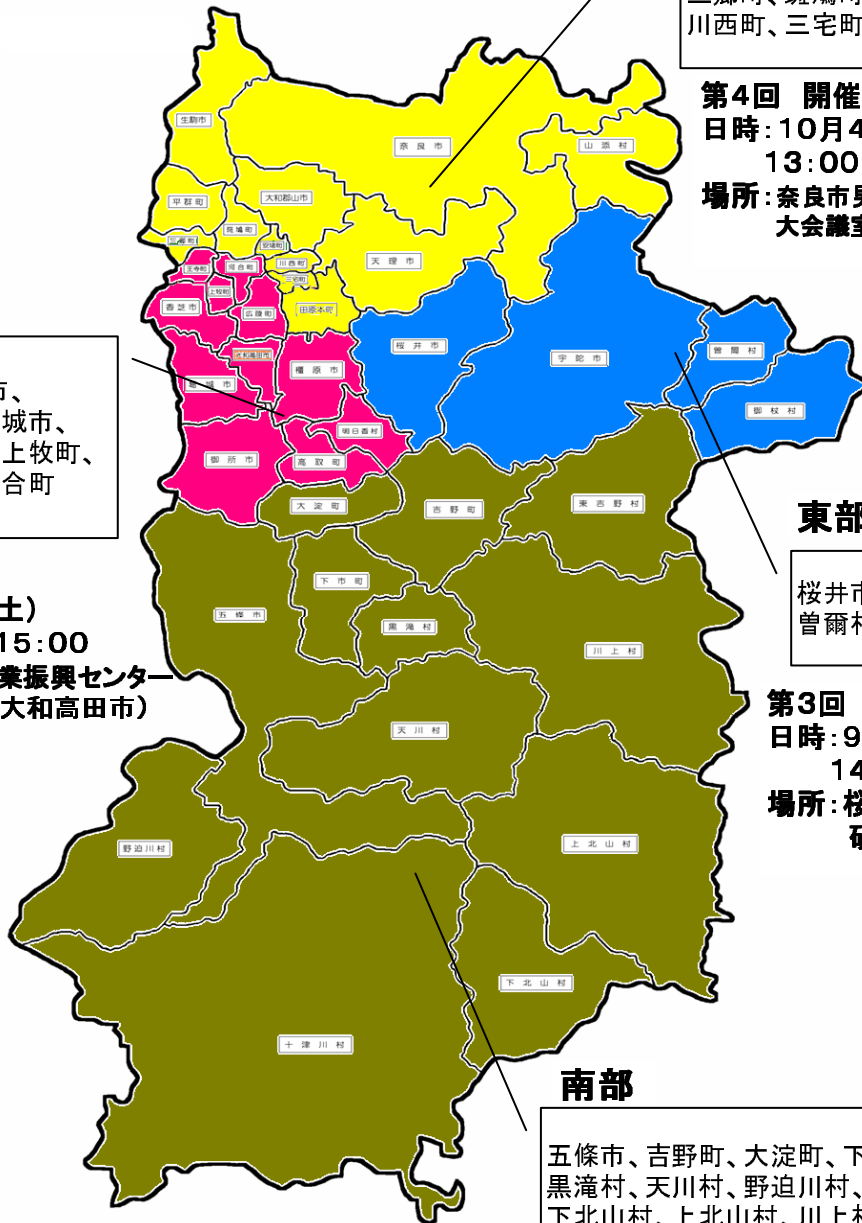 川西町、三宅町
第4回 開催
日時：10月4
13:00
場所：奈良市
大会議室
生駒市
奈良市
山添村
平群町
大和郡山市
斑鳩町
三郷町
安堵町
川西町
天理市
三宅町
王寺町
河合町
上牧町
香芝市
広陵町
田原本町
桜井市
宇陀市
曽爾村
御杖村
大和高田市
橿原市
葛城市
明日香村
御所市
高取町
市、
城市、
上牧町、
合町
大淀町
吉野町
東吉野村
下市町
五條市
黒滝村
川上村
東部
桜井市
曽爾村
土）
15:00
業振興センター
大和高田市）
天川村
第3回
日時：9
14
場所：桜
野迫川村
上北山村
下北山村
十津川村
南部
五條市、吉野町、大淀町、下
黒滝村、天川村、野迫川村、
下北山村、上北山村、川上村